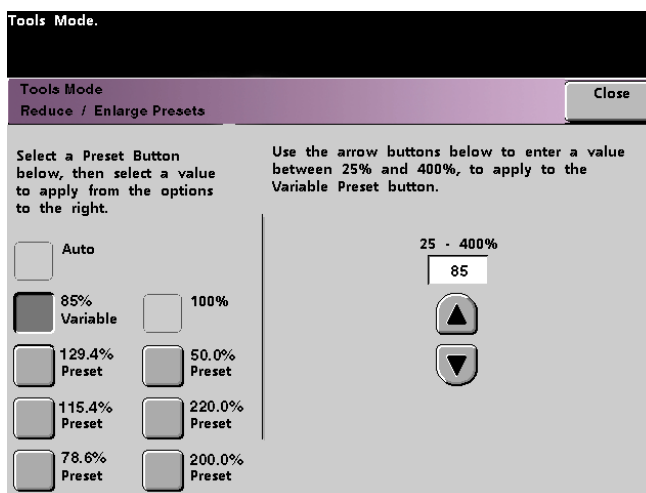 Tools Mode.
Tools Mode
Reduce / Enlarge Presets
Close
Select a Preset Button
below, then select a value
to apply from the options
to the right.
Auto
85%
Variable
100%
129.4%
Preset
50.0%
Preset
115.4%
Preset
220.0%
Preset
78.6%
Preset
200.0%
Preset
Use the arrow buttons below to enter a value
between 25% and 400%, to apply to the
Variable Preset button.
25 - 400%
85